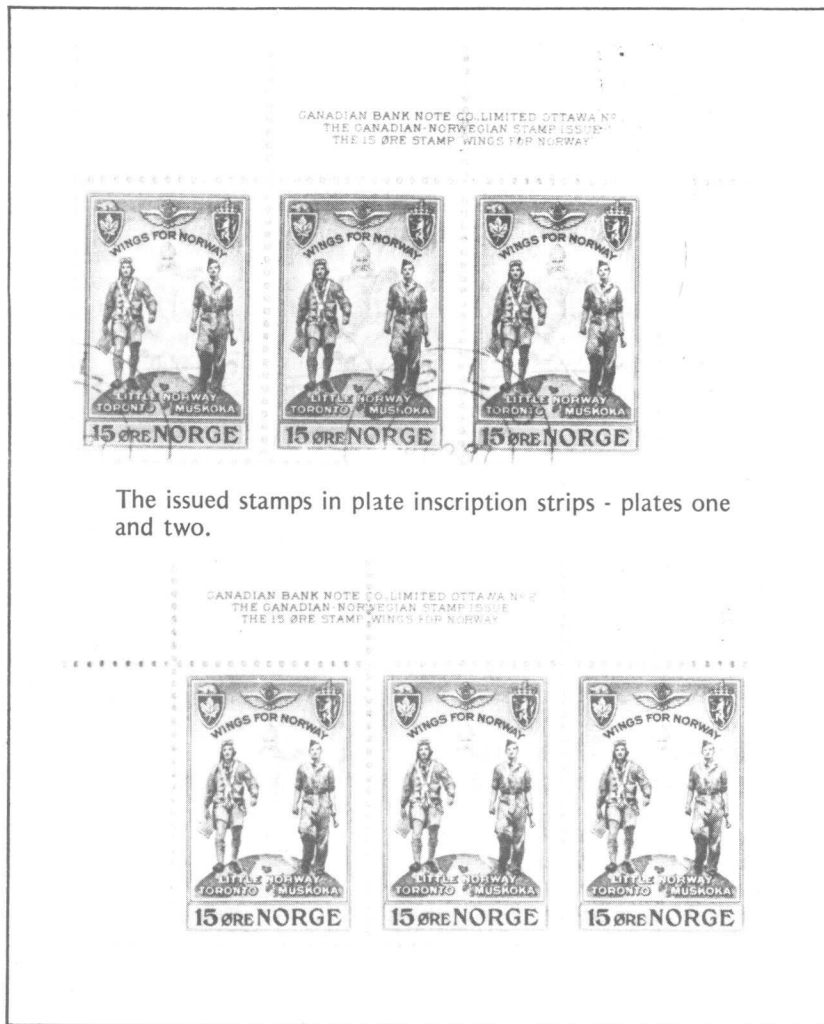 CANADIAN BANK NOTE CO. LIMITED OTTAWA Nº
THE CANADIAN-NORWEGIAN STAMP ISSUE
THE 15 ØRE STAMP WINGS FOR NORWAY
WINGS FOR NORWAY
LITTLE NORWAY
TORONTO MUSKOKA
15 ØRE NORGE
WINGS FOR NORWAY
LITTLE NORWAY
TORONTO MUSKOKA
15 ØRE NORGE
WINGS FOR NORWAY
LITTLE NORWAY
TORONTO MUSKOKA
15 ØRE NORGE
The issued stamps in plate inscription strips - plates one
and two.
CANADIAN BANK NOTE CO. LIMITED OTTAWA Nº 2
THE CANADIAN-NORWEGIAN STAMP ISSUE
THE 15 ØRE STAMP WINGS FOR NORWAY
WINGS FOR NORWAY
LITTLE NORWAY
TORONTO MUSKOKA
15 ØRE NORGE
WINGS FOR NORWAY
LITTLE NORWAY
TORONTO MUSKOKA
15 ØRE NORGE
WINGS FOR NORWAY
LITTLE NORWAY
TORONTO MUSKOKA
15 ØRE NORGE